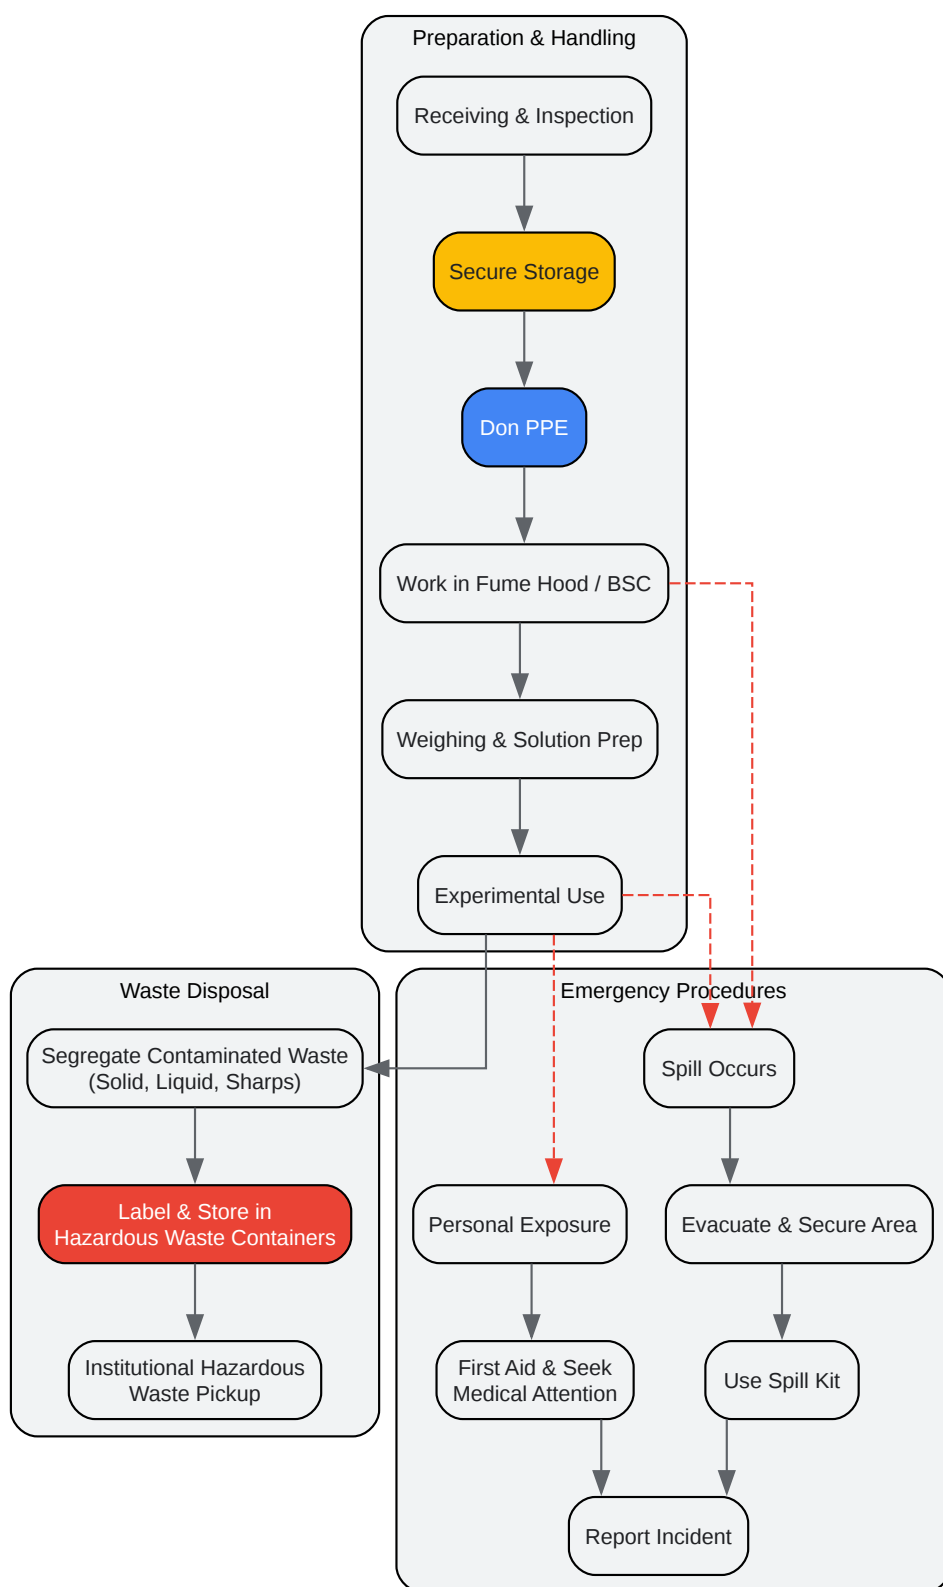 Preparation & Handling
Receiving & Inspection
Secure Storage
Don PPE
Work in Fume Hood / BSC
Weighing & Solution Prep
Experimental Use
Waste Disposal
Segregate Contaminated Waste
(Solid, Liquid, Sharps)
Label & Store in
Hazardous Waste Containers
Institutional Hazardous
Waste Pickup
Emergency Procedures
Spill Occurs
Personal Exposure
Evacuate & Secure Area
First Aid & Seek
Medical Attention
Use Spill Kit
Report Incident